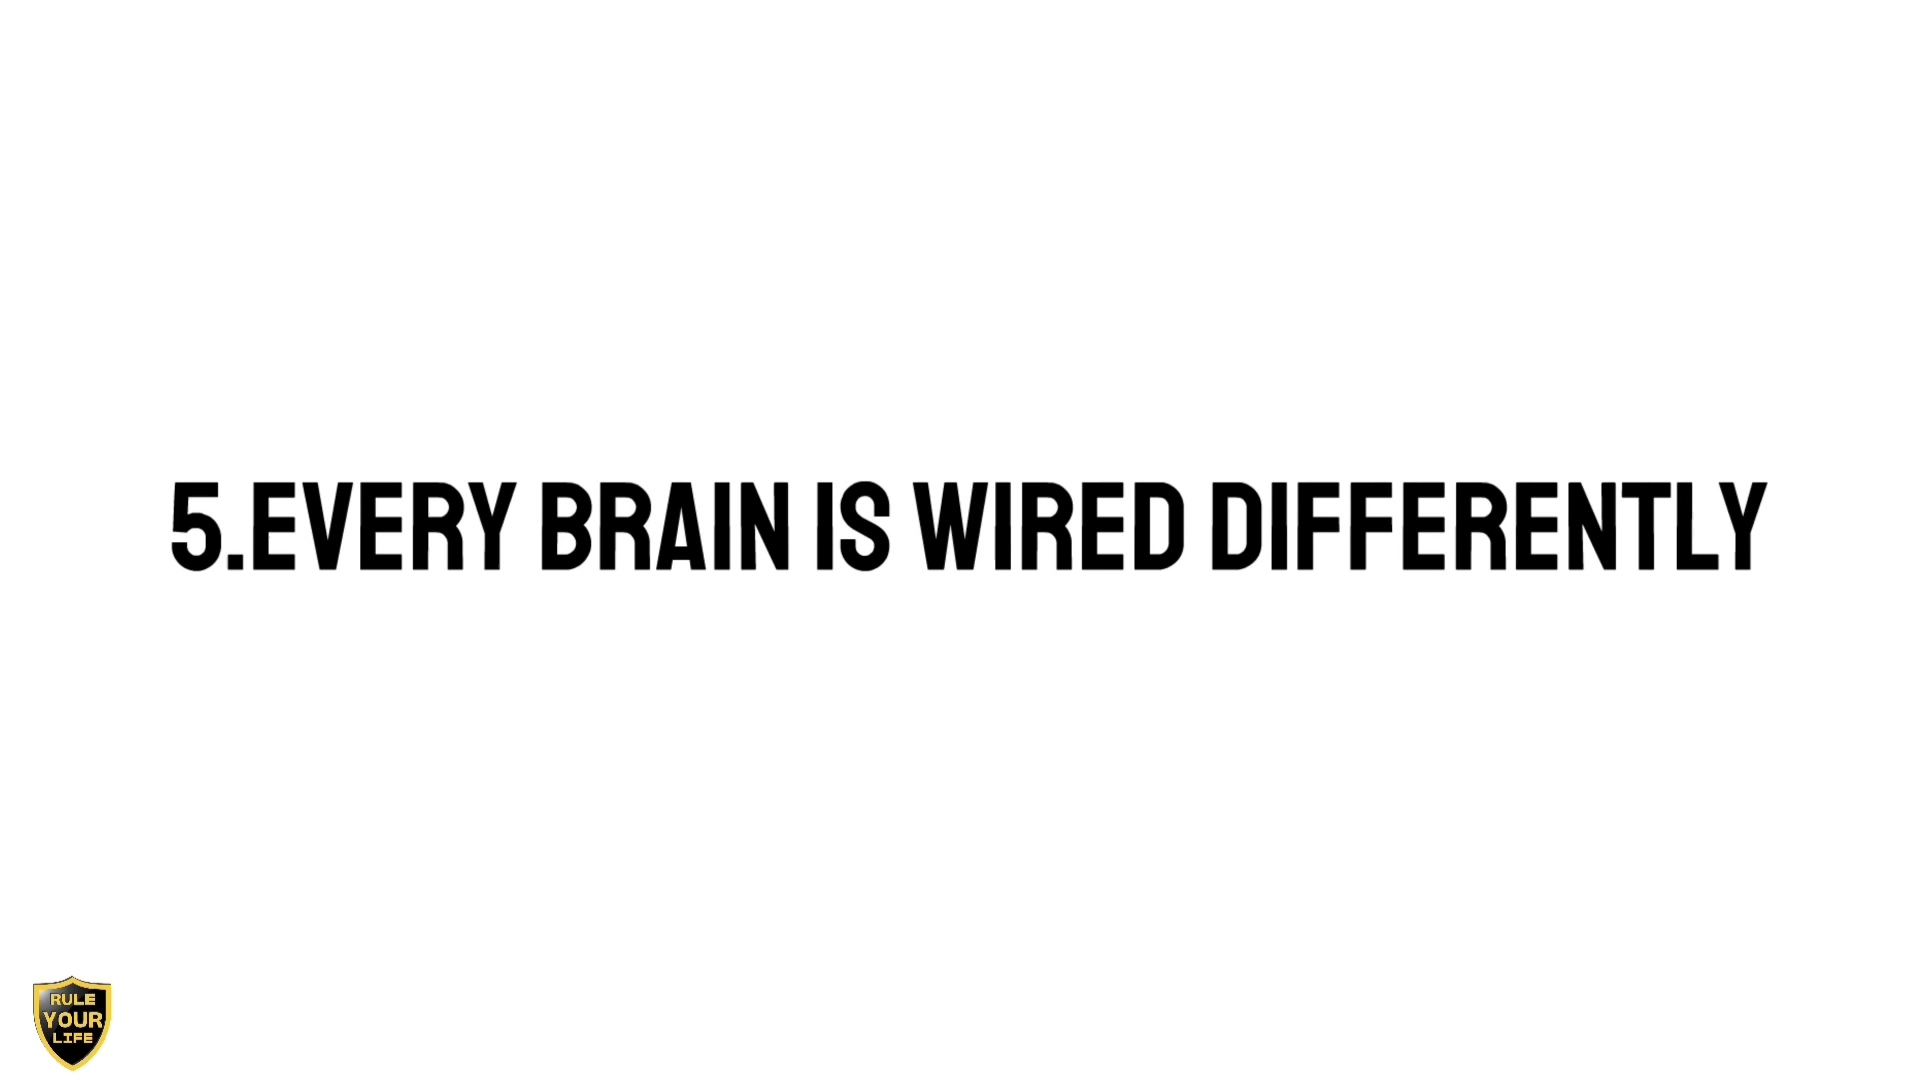 5.EVERY BRAIN IS WIRED DIFFERENTLY
RULE
YOUR
LIFE